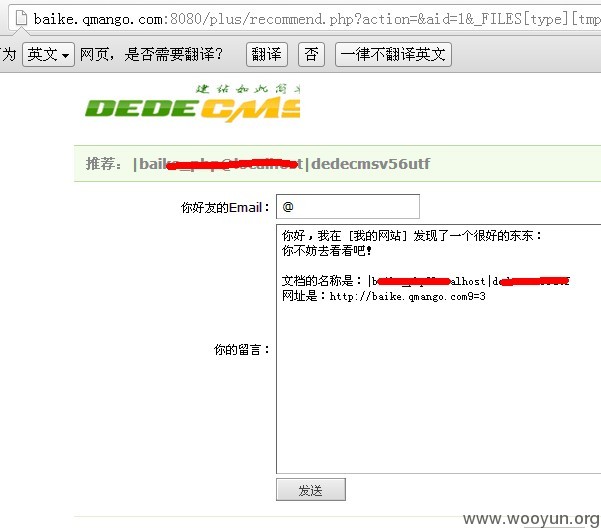 baike.qmango.com:8080/plus/recommend.php?action=&aid=1&_FILES[type][tmp
为 英文 网页，是否需要翻译？ 翻译 否 一律不翻译英文
建站如此简单
DEDECMS
推荐：|baike_php@localhost|dedecmsv56utf
你好友的Email： @
你好，我在 [我的网站] 发现了一个很好的东东：
你不妨去看看吧！
文档的名称是：|b alhost|d
网址是：http://baike.qmango.com9=3
你的留言：
发送
www.wooyun.org